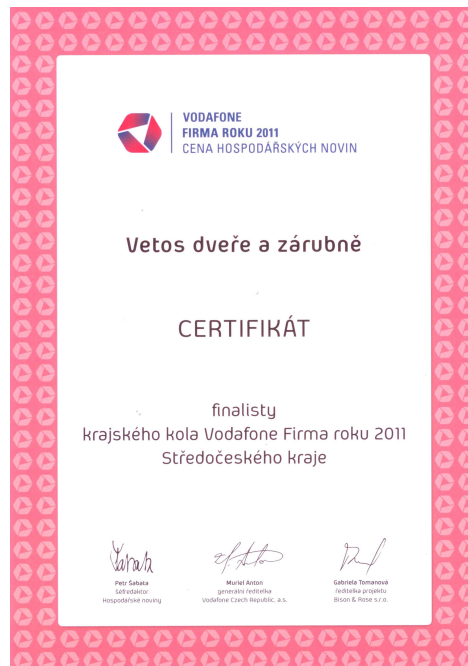 VODAFONE
FIRMA ROKU 2011
CENA HOSPODÁŘSKÝCH NOVIN
Vetos dveře a zárubně
CERTIFIKÁT
finalisty
krajského kola Vodafone Firma roku 2011
Středočeského kraje
Petr Šabata
šéfredaktor
Hospodářské noviny
Muriel Anton
generální ředitelka
Vodafone Czech Republic, a.s.
Gabriela Tomanová
ředitelka projektu
Bison & Rose s.r.o.